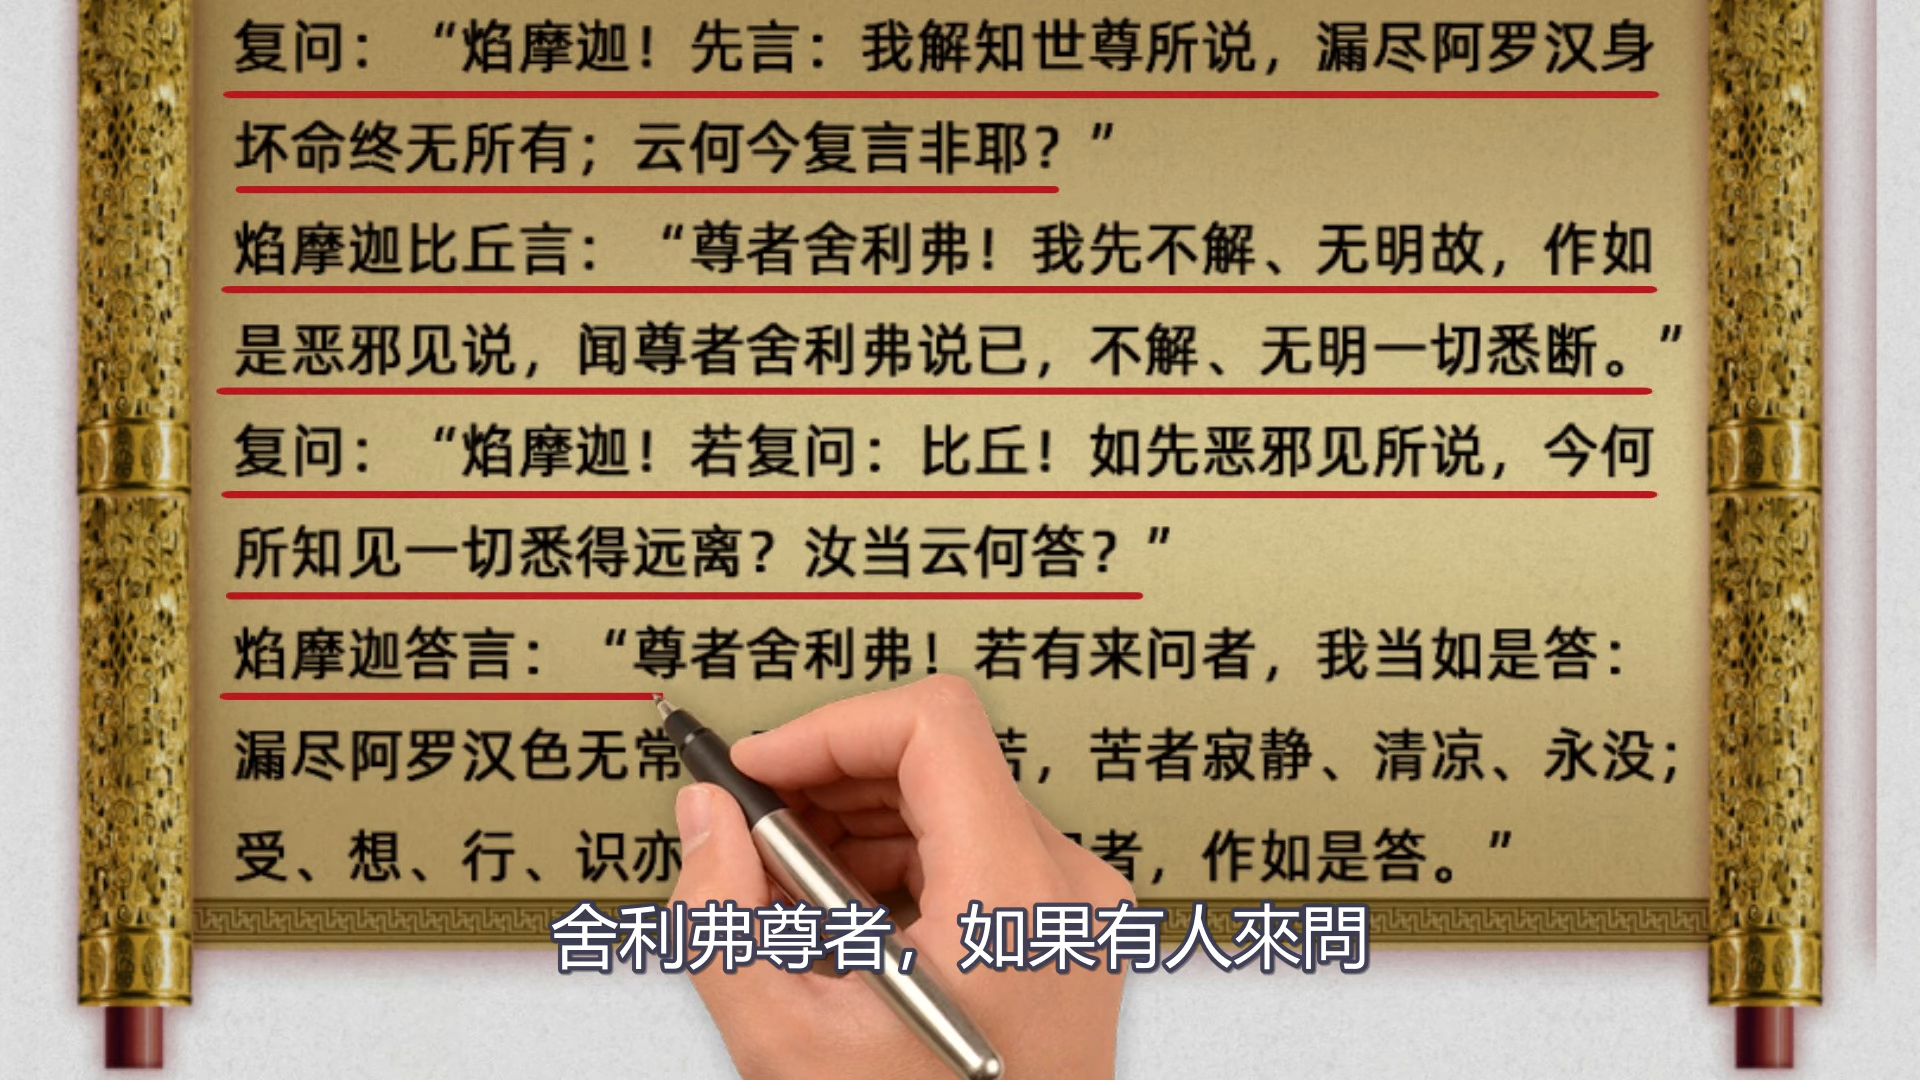 复问：“焰摩迦！先言：我解知世尊所说，漏尽阿罗汉身
坏命终无所有；云何今复言非耶？”
焰摩迦比丘言：“尊者舍利弗！我先不解、无明故，作如
是恶邪见说，闻尊者舍利弗说已，不解、无明一切悉断。”
复问：“焰摩迦！若复问：比丘！如先恶邪见所说，今何
所知见一切悉得远离？汝当云何答？”
焰摩迦答言：“尊者舍利弗！若有来问者，我当如是答：
漏尽阿罗汉色无常 苦，苦者寂静、清凉、永没；
受、想、行、识亦 者，作如是答。”
舍利弗尊者，如果有人來問